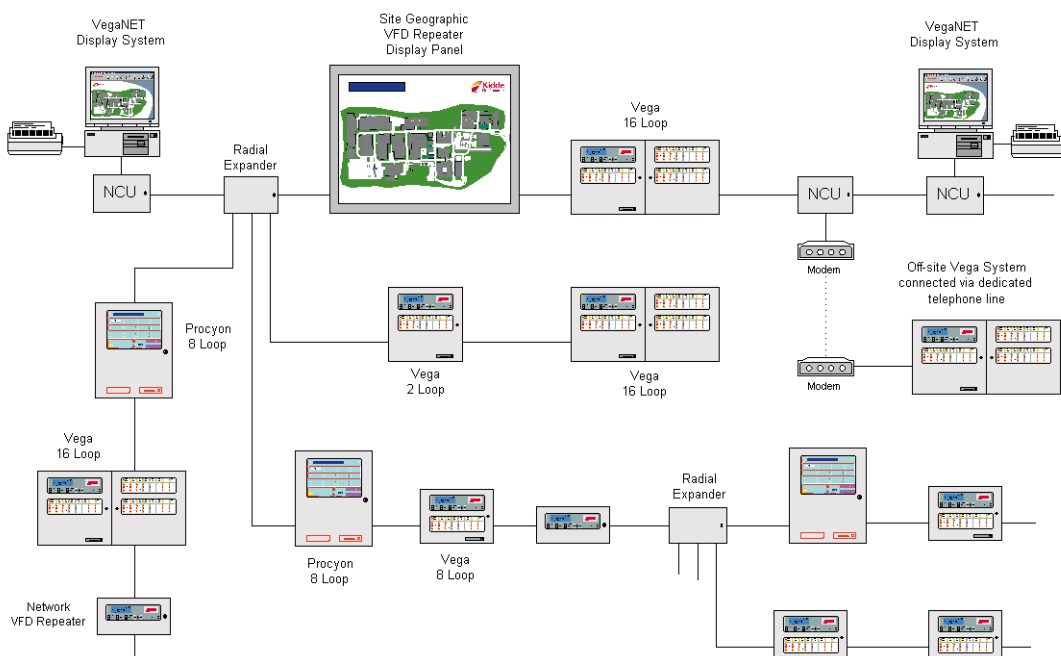 VegaNET
Display System
Site Geographic
VFD Repeater
Display Panel
VegaNET
Display System
Kidde
Vega
16 Loop
Radial
Expander
NCU
NCU
NCU
Modem
Off-site Vega System
connected via dedicated
telephone line
Procyon
8 Loop
Vega
2 Loop
Vega
16 Loop
Modem
Vega
16 Loop
Radial
Expander
Procyon
8 Loop
Vega
8 Loop
Network
VFD Repeater